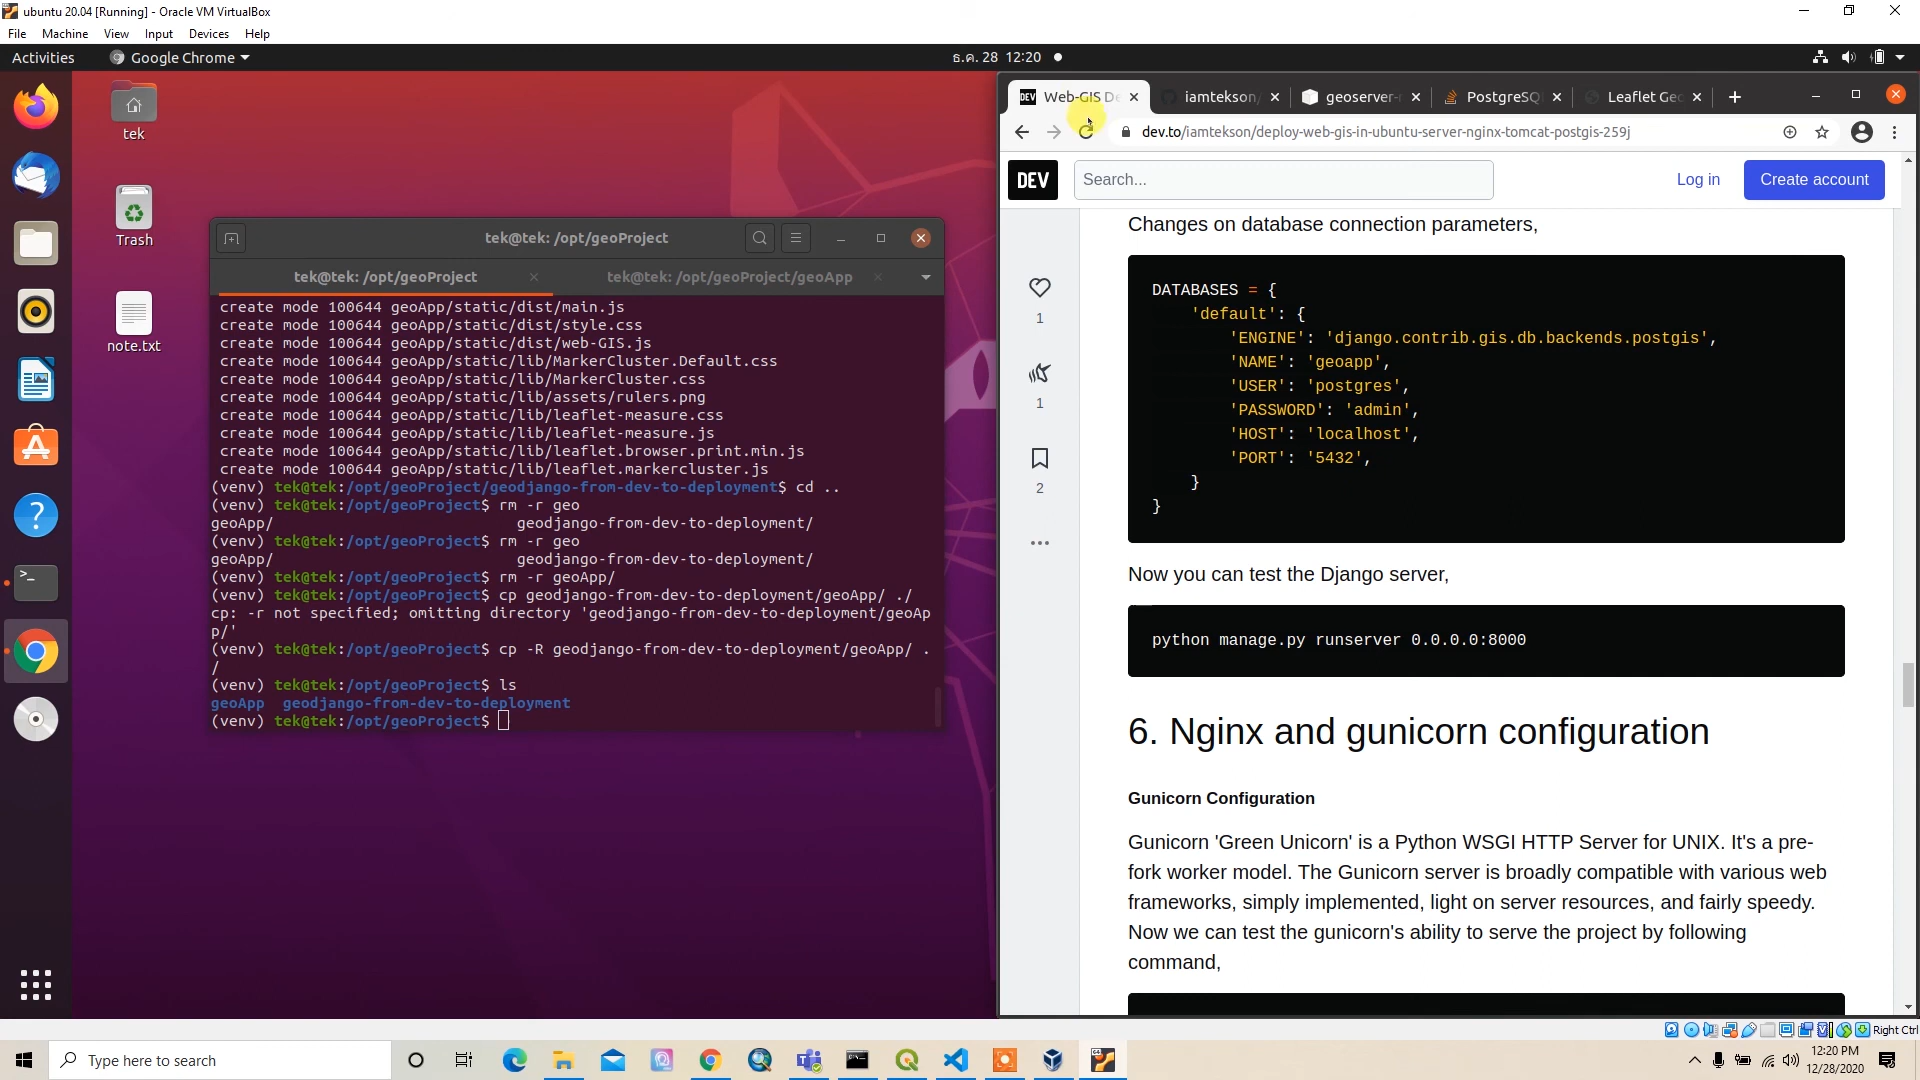 ubuntu 20.04 [Running] - Oracle VM VirtualBox
File Machine View Input Devices Help
Activities Google Chrome ธ.ค. 28 12:20
tek
Trash
note.txt
tek@tek: /opt/geoProject
tek@tek: /opt/geoProject tek@tek: /opt/geoProject/geoApp
create mode 100644 geoApp/static/dist/main.js
create mode 100644 geoApp/static/dist/style.css
create mode 100644 geoApp/static/dist/web-GIS.js
create mode 100644 geoApp/static/lib/MarkerCluster.Default.css
create mode 100644 geoApp/static/lib/MarkerCluster.css
create mode 100644 geoApp/static/lib/assets/rulers.png
create mode 100644 geoApp/static/lib/leaflet-measure.css
create mode 100644 geoApp/static/lib/leaflet-measure.js
create mode 100644 geoApp/static/lib/leaflet.browser.print.min.js
create mode 100644 geoApp/static/lib/leaflet.markercluster.js
(venv) tek@tek:/opt/geoProject/geodjango-from-dev-to-deployment$ cd ..
(venv) tek@tek:/opt/geoProject$ rm -r geo
geoApp/ geodjango-from-dev-to-deployment/
(venv) tek@tek:/opt/geoProject$ rm -r geo
geoApp/ geodjango-from-dev-to-deployment/
(venv) tek@tek:/opt/geoProject$ rm -r geoApp/
(venv) tek@tek:/opt/geoProject$ cp geodjango-from-dev-to-deployment/geoApp/ ./
cp: -r not specified; omitting directory 'geodjango-from-dev-to-deployment/geoAp
p/'
(venv) tek@tek:/opt/geoProject$ cp -R geodjango-from-dev-to-deployment/geoApp/ .
/
(venv) tek@tek:/opt/geoProject$ ls
geoApp geodjango-from-dev-to-deployment
(venv) tek@tek:/opt/geoProject$
DEV Web-GIS De iamtekson/ geoserver- PostgreSQL Leaflet Geo
dev.to/iamtekson/deploy-web-gis-in-ubuntu-server-nginx-tomcat-postgis-259j
DEV Search... Log in Create account
1
1
2
Changes on database connection parameters,
DATABASES = {
'default': {
'ENGINE': 'django.contrib.gis.db.backends.postgis',
'NAME': 'geoapp',
'USER': 'postgres',
'PASSWORD': 'admin',
'HOST': 'localhost',
'PORT': '5432',
}
}
Now you can test the Django server,
python manage.py runserver 0.0.0.0:8000
6. Nginx and gunicorn configuration
Gunicorn Configuration
Gunicorn 'Green Unicorn' is a Python WSGI HTTP Server for UNIX. It's a pre-
fork worker model. The Gunicorn server is broadly compatible with various web
frameworks, simply implemented, light on server resources, and fairly speedy.
Now we can test the gunicorn's ability to serve the project by following
command,
Right Ctrl
Type here to search
12:20 PM
12/28/2020